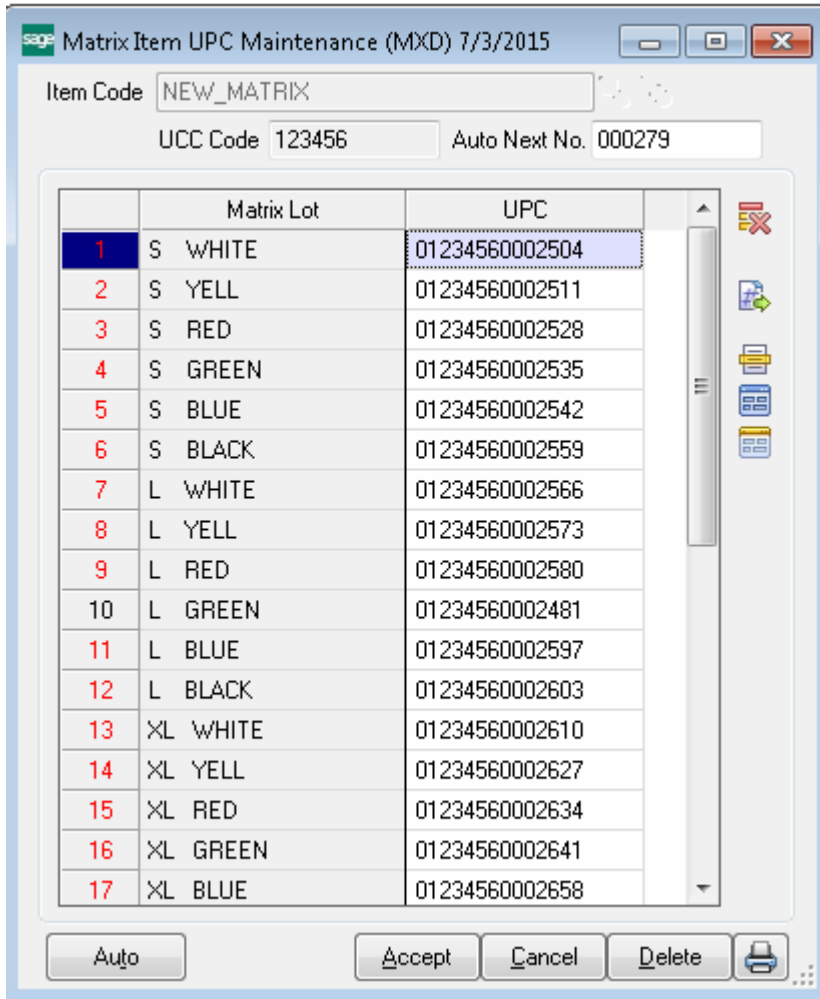 sage Matrix Item UPC Maintenance (MXD) 7/3/2015
Item Code NEW_MATRIX
UCC Code 123456 Auto Next No. 000279
Matrix Lot UPC
1 S WHITE 01234560002504
2 S YELL 01234560002511
3 S RED 01234560002528
4 S GREEN 01234560002535
5 S BLUE 01234560002542
6 S BLACK 01234560002559
7 L WHITE 01234560002566
8 L YELL 01234560002573
9 L RED 01234560002580
10 L GREEN 01234560002481
11 L BLUE 01234560002597
12 L BLACK 01234560002603
13 XL WHITE 01234560002610
14 XL YELL 01234560002627
15 XL RED 01234560002634
16 XL GREEN 01234560002641
17 XL BLUE 01234560002658
Auto Accept Cancel Delete